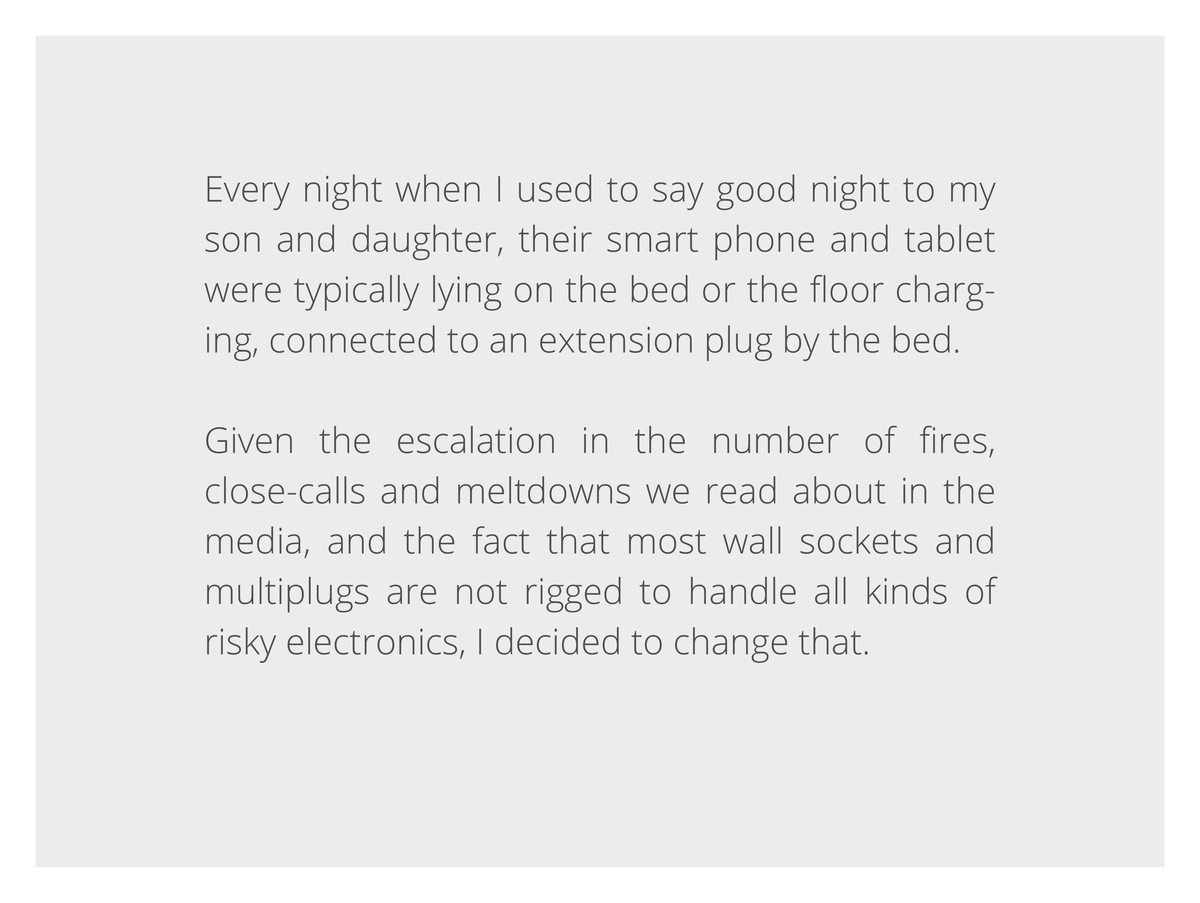 Every night when I used to say good night to my
son and daughter, their smart phone and tablet
were typically lying on the bed or the floor charg-
ing, connected to an extension plug by the bed.
Given the escalation in the number of fires,
close-calls and meltdowns we read about in the
media, and the fact that most wall sockets and
multiplugs are not rigged to handle all kinds of
risky electronics, I decided to change that.